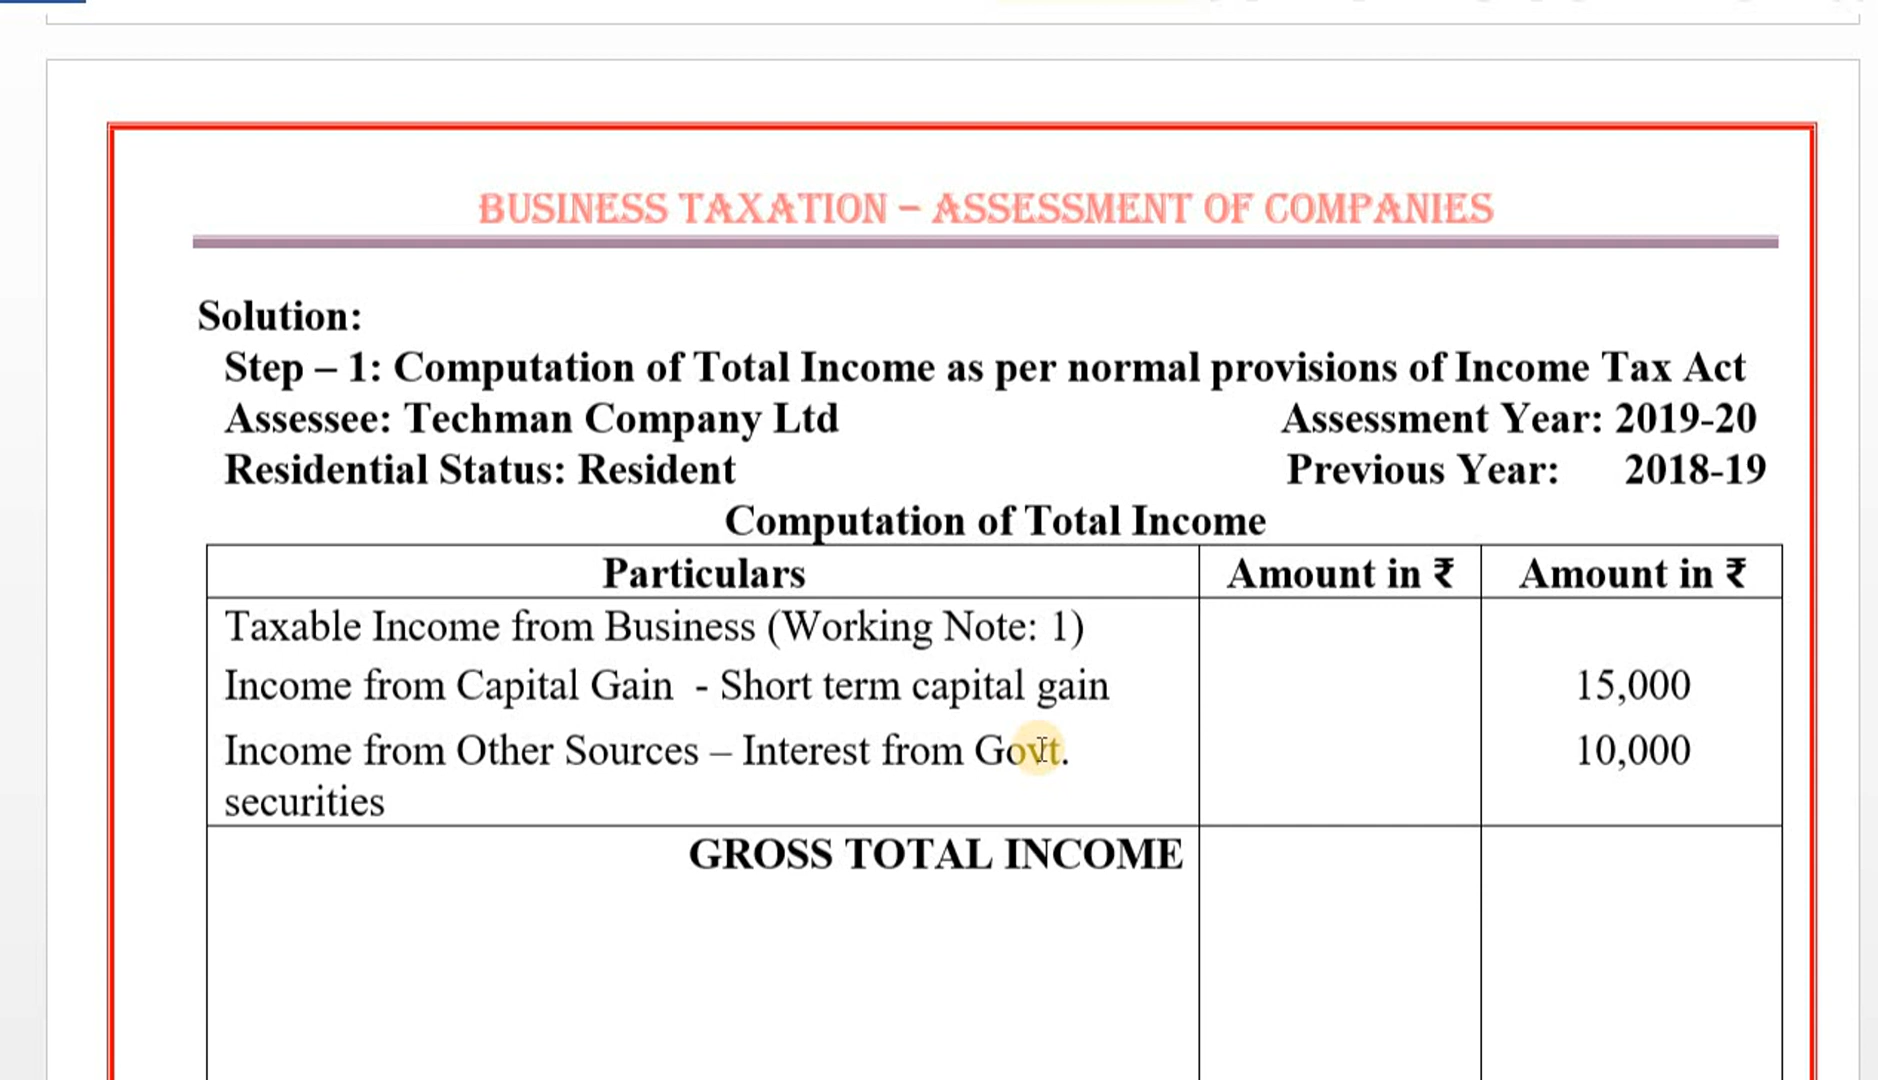 BUSINESS TAXATION – ASSESSMENT OF COMPANIES
Solution:
Step – 1: Computation of Total Income as per normal provisions of Income Tax Act
Assessee: Techman Company Ltd Assessment Year: 2019-20
Residential Status: Resident Previous Year: 2018-19
Computation of Total Income
Particulars Amount in ₹ Amount in ₹
Taxable Income from Business (Working Note: 1)
Income from Capital Gain - Short term capital gain 15,000
Income from Other Sources – Interest from Govt. 10,000
securities
GROSS TOTAL INCOME